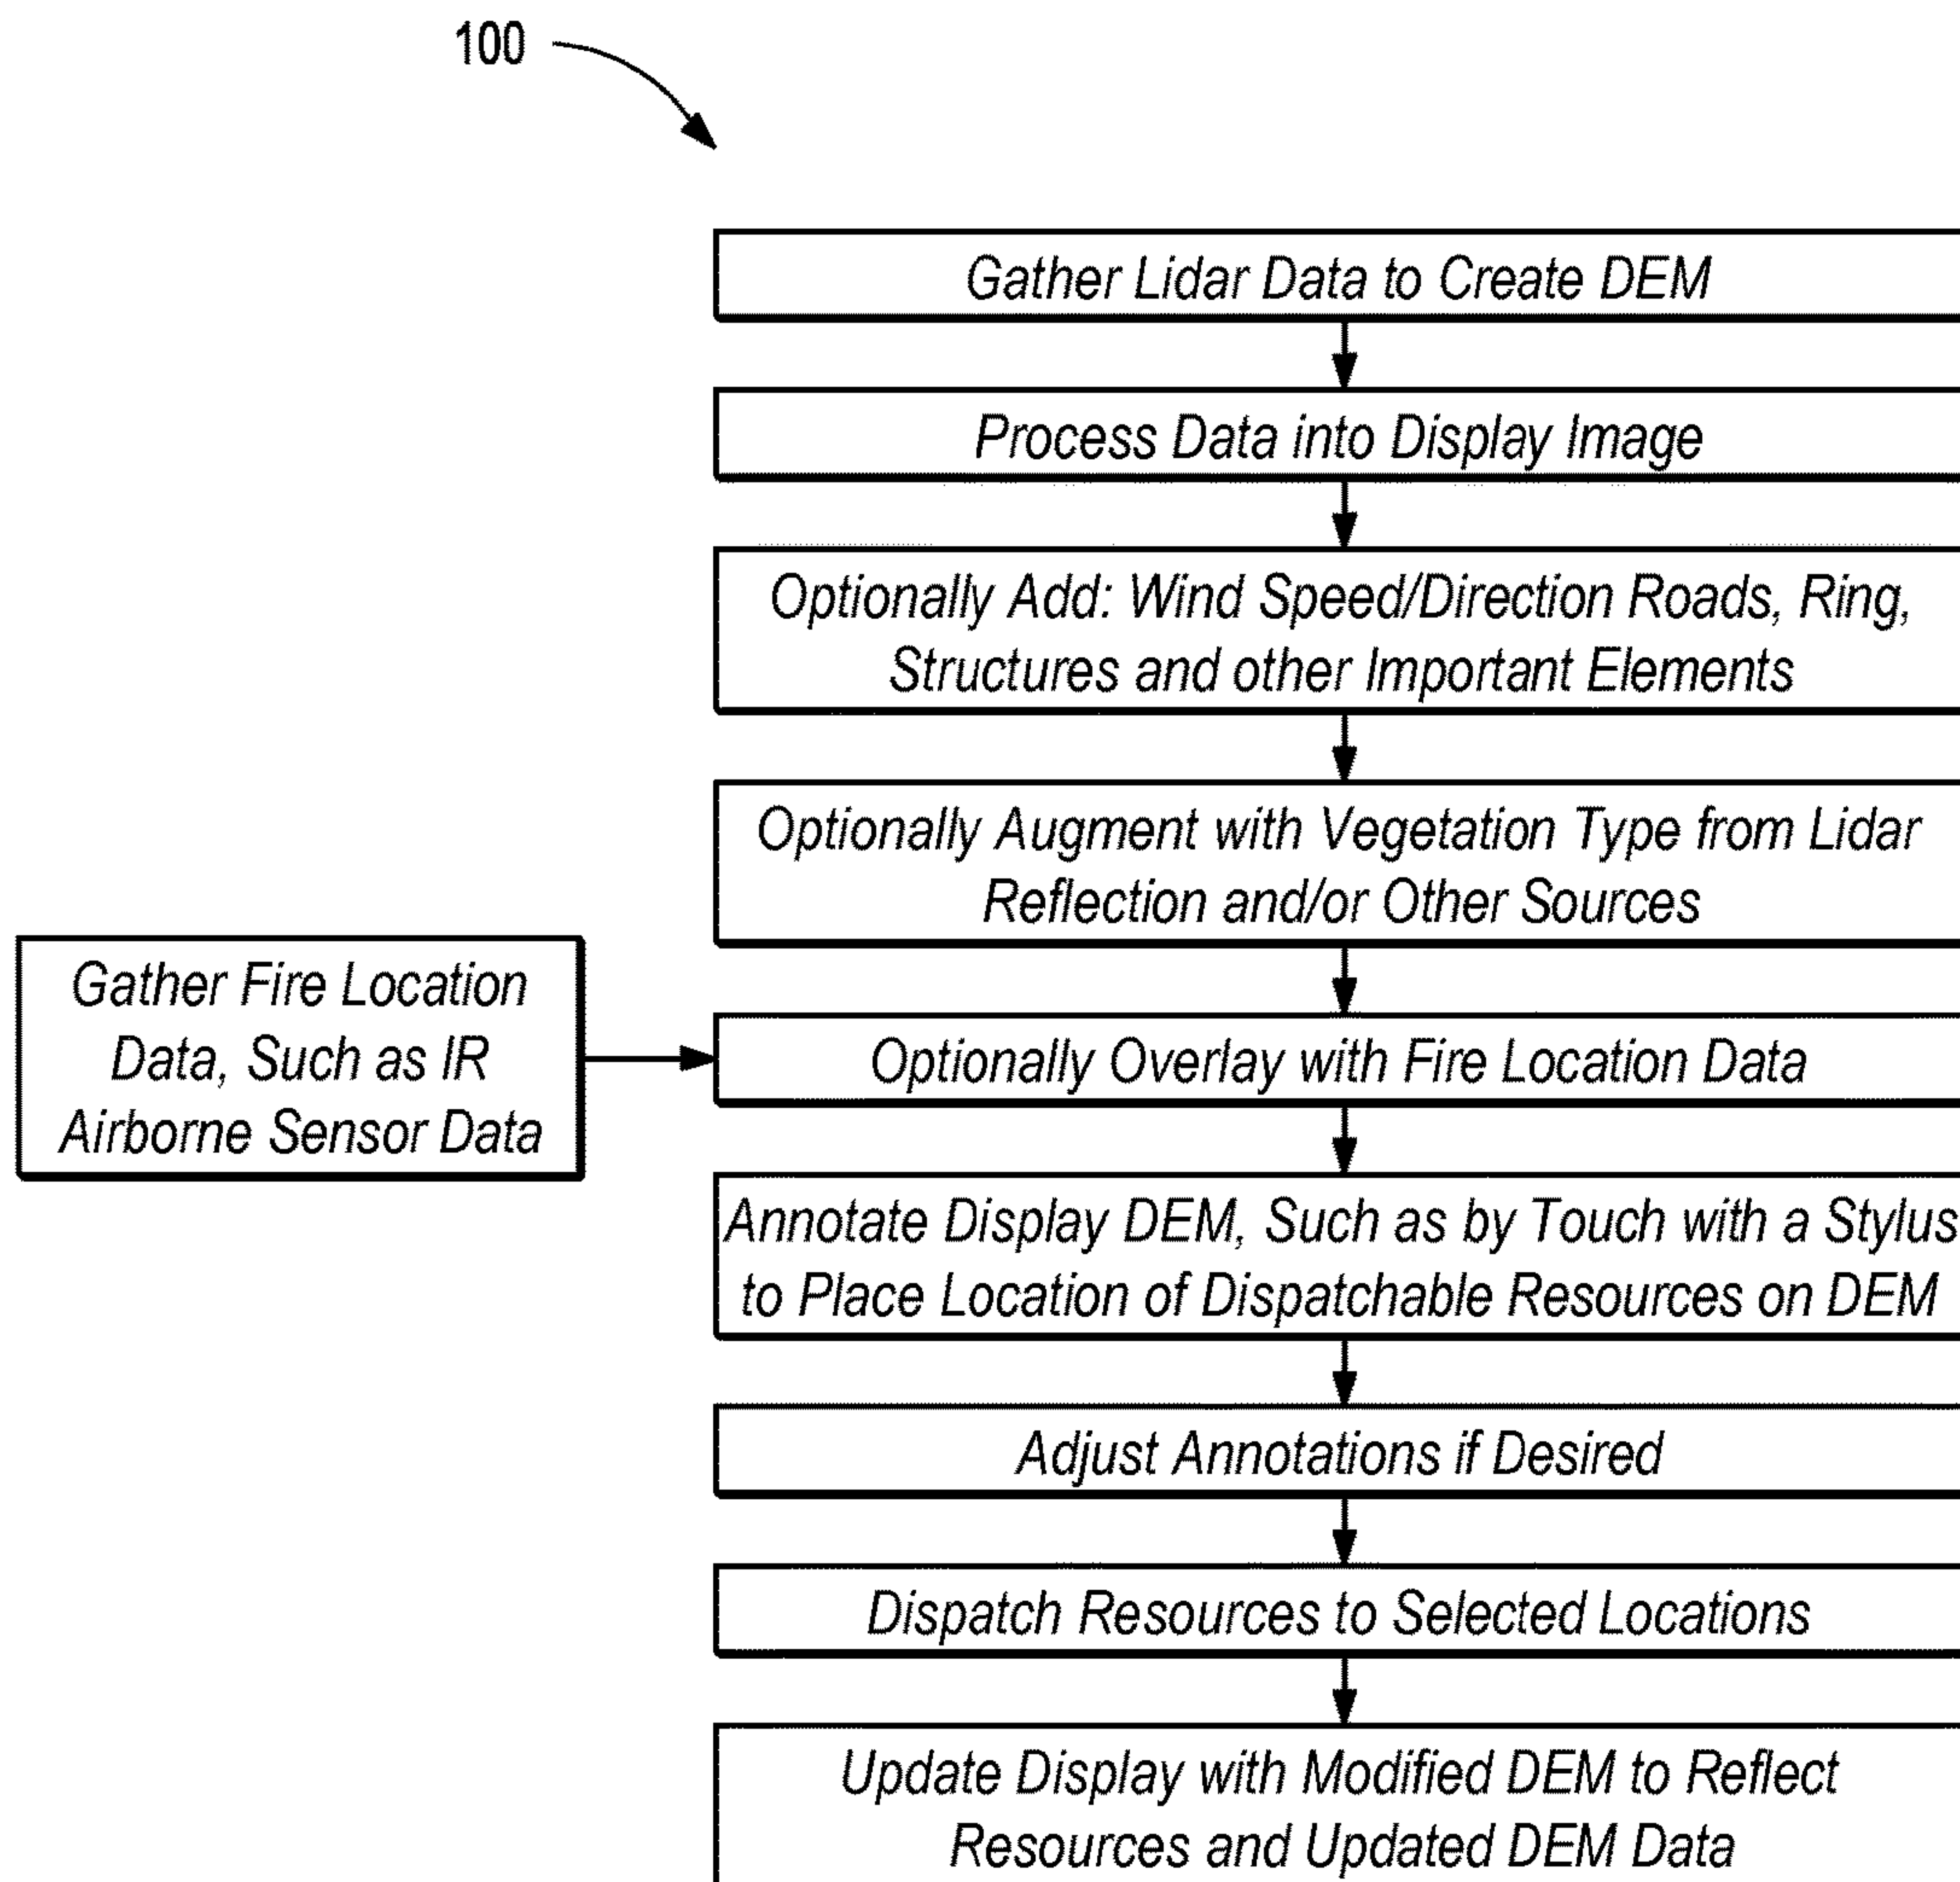 100
Gather Lidar Data to Create DEM
Process Data into Display Image
Optionally Add: Wind Speed/Direction Roads, Ring,
Structures and other Important Elements
Optionally Augment with Vegetation Type from Lidar
Reflection and/or Other Sources
Gather Fire Location
Data, Such as IR
Airborne Sensor Data
Optionally Overlay with Fire Location Data
Annotate Display DEM, Such as by Touch with a Stylus
to Place Location of Dispatchable Resources on DEM
Adjust Annotations if Desired
Dispatch Resources to Selected Locations
Update Display with Modified DEM to Reflect
Resources and Updated DEM Data